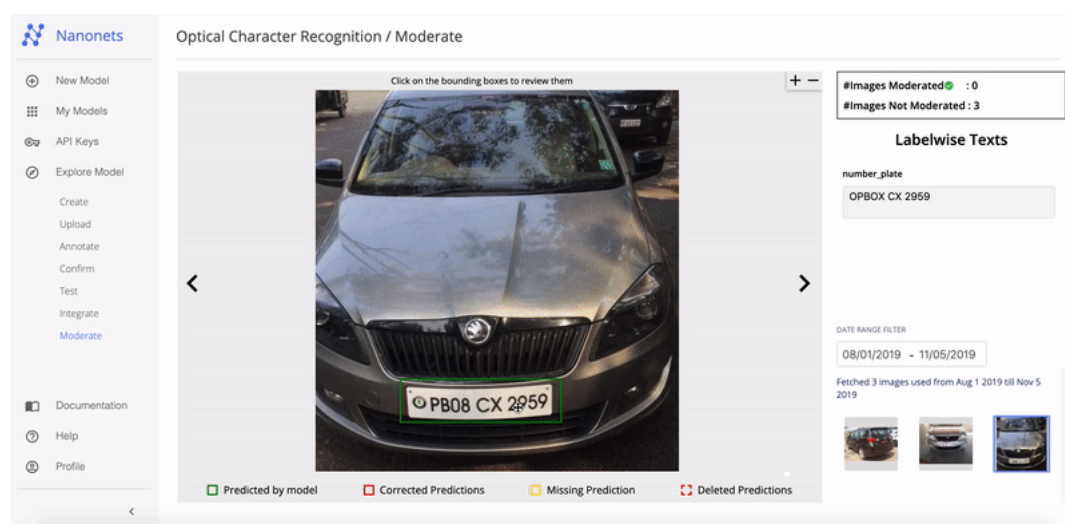 Nanonets
Optical Character Recognition / Moderate
New Model
My Models
API Keys
Explore Model
Create
Upload
Annotate
Confirm
Test
Integrate
Moderate
Documentation
Help
Profile
Click on the bounding boxes to review them
+ −
PB08 CX 2959
Predicted by model
Corrected Predictions
Missing Prediction
Deleted Predictions
#Images Moderated : 0
#Images Not Moderated : 3
Labelwise Texts
number_plate
OPBOX CX 2959
DATE RANGE FILTER
08/01/2019 - 11/05/2019
Fetched 3 images used from Aug 1 2019 till Nov 5
2019